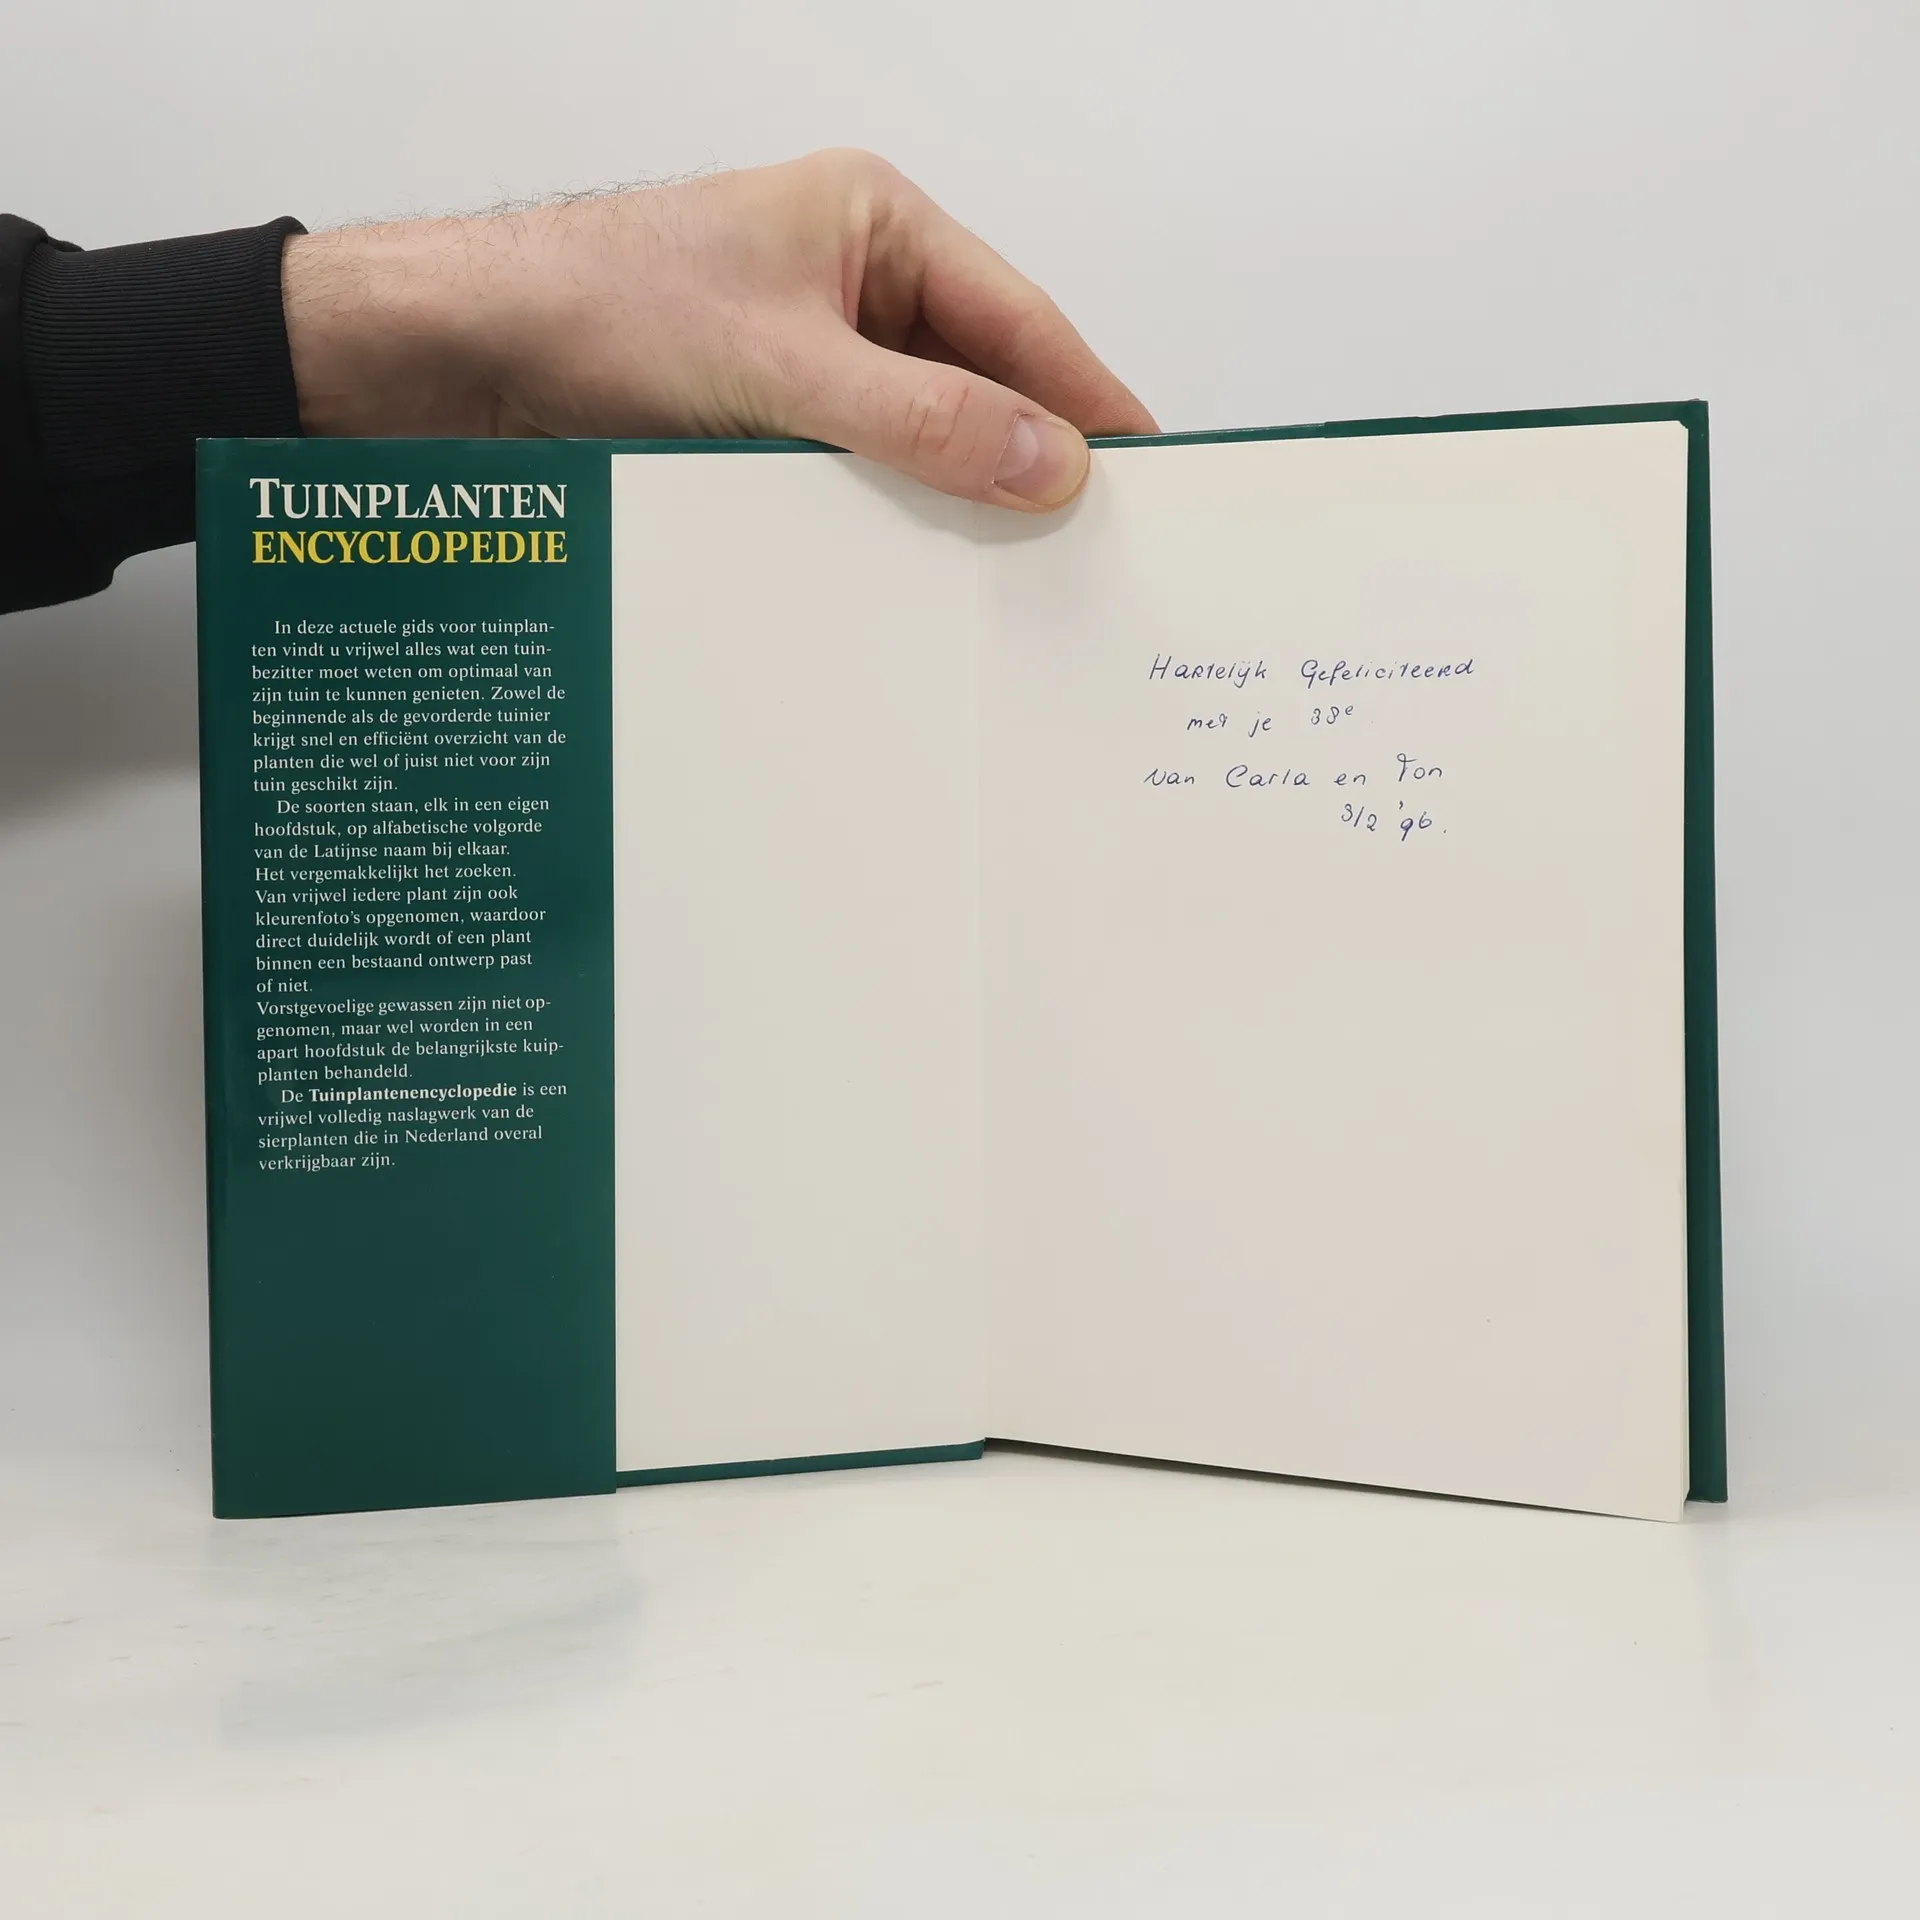 TUINPLANTEN
ENCYCLOPEDIE
In deze actuele gids voor tuinplan-
ten vindt u vrijwel alles wat een tuin-
bezitter moet weten om optimaal van
zijn tuin te kunnen genieten. Zowel de
beginnende als de gevorderde tuinier
krijgt snel en efficiënt overzicht van de
planten die wel of juist niet voor zijn
tuin geschikt zijn.
De soorten staan, elk in een eigen
hoofdstuk, op alfabetische volgorde
van de Latijnse naam bij elkaar.
Het vergemakkelijkt het zoeken.
Van vrijwel iedere plant zijn ook
kleurenfoto's opgenomen, waardoor
direct duidelijk wordt of een plant
binnen een bestaand ontwerp past
of niet.
Vorstgevoelige gewassen zijn niet op-
genomen, maar wel worden in een
apart hoofdstuk de belangrijkste kuip-
planten behandeld.
De Tuinplantenencyclopedie is een
vrijwel volledig naslagwerk van de
sierplanten die in Nederland overal
verkrijgbaar zijn.
Hartelijk Gefeliciteerd
met je 38e
van Carla en Ton
3/2 '96.